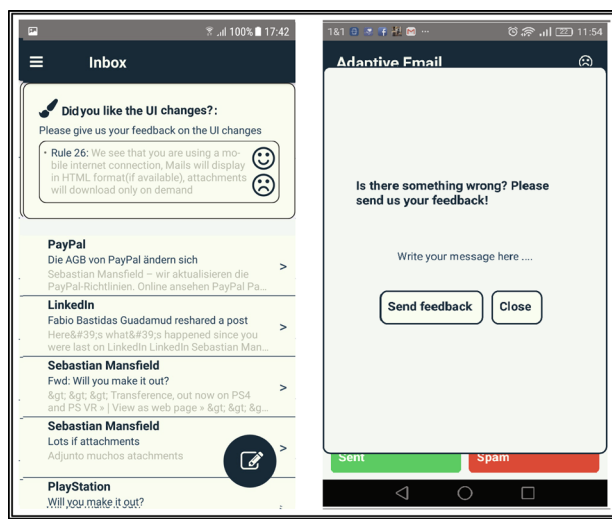 100% 17:42
Inbox
Did you like the UI changes?:
Please give us your feedback on the UI changes
• Rule 26: We see that you are using a mo-
bile internet connection, Mails will display
in HTML format(if available), attachments
will download only on demand
PayPal
Die AGB von PayPal ändern sich
Sebastian Mansfield – wir aktualisieren die
PayPal-Richtlinien. Online ansehen PayPal Pa...
>
LinkedIn
Fabio Bastidas Guadamud reshared a post
Here&#39;s what&#39;s happened since you
were last on LinkedIn LinkedIn Sebastian Man...
>
Sebastian Mansfield
Fwd: Will you make it out?
&gt; &gt; &gt; Transference, out now on PS4
and PS VR » | View as web page » &gt; &gt; &g...
>
Sebastian Mansfield
Lots if attachments
Adjunto muchos atachments
>
PlayStation
Will you make it out?
1&1 ... 22 11:54
Adaptive Email
Is there something wrong? Please
send us your feedback!
Write your message here ....
Send feedback Close
Sent Spam